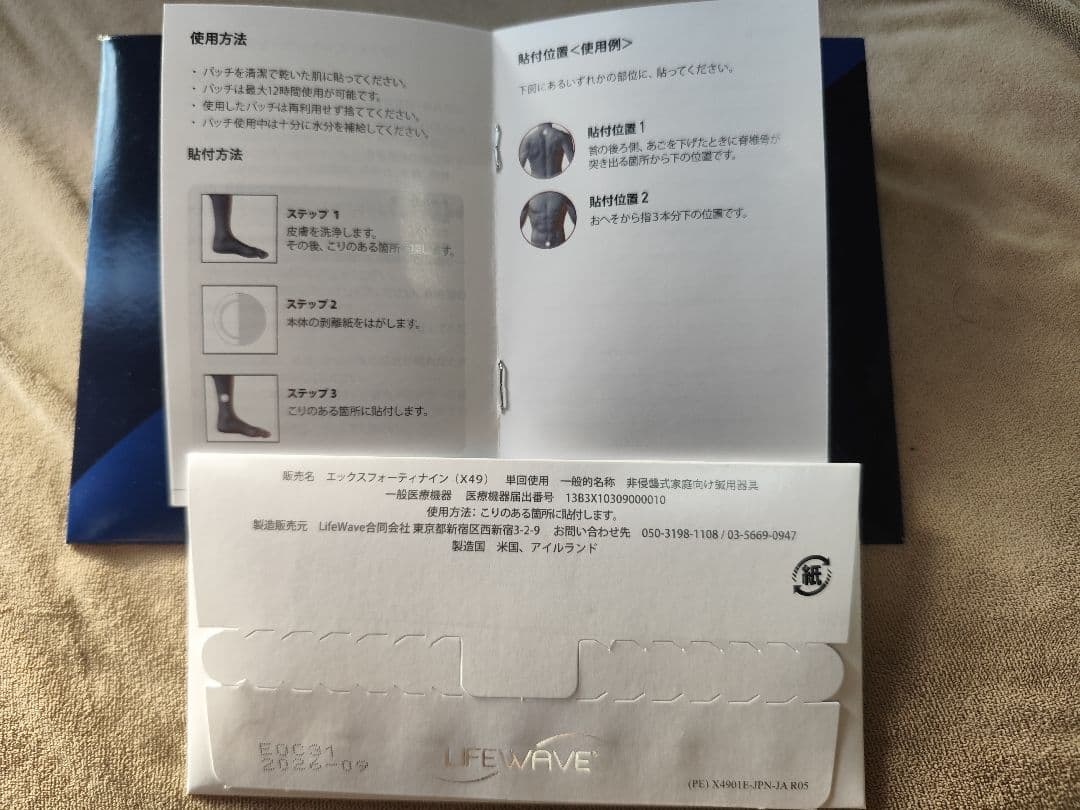 使用方法
・ パッチを清潔で乾いた肌に貼ってください。
・ パッチは最大12時間使用が可能です。
・ 使用したパッチは再利用せず捨ててください。
・ パッチ使用中は十分に水分を補給してください。
貼付方法
ステップ 1
皮膚を洗浄します。
その後、こりのある箇所 します。
ステップ 2
本体の剥離紙をはがします。
ステップ 3
こりのある箇所に貼付します。
貼付位置＜使用例＞
下図にあるいずれかの部位に、貼ってください。
貼付位置 1
首の後ろ側、あごを下げたときに脊椎骨が
突き出る箇所から下の位置です。
貼付位置 2
おへそから指3本分下の位置です。
販売名 エックスフォーティナイン（X49） 単回使用 一般的名称 非侵襲式家庭向け鍼用器具
一般医療機器 医療機器届出番号 13B3X10309000010
使用方法: こりのある箇所に貼付します。
製造販売元 LifeWave合同会社 東京都新宿区西新宿3-2-9 お問い合わせ先 050-3198-1108 / 03-5669-0947
製造国 米国、アイルランド
紙
E0C31
2026-09
LIFEWAVE
(PE) X4901E-JPN-JA R05